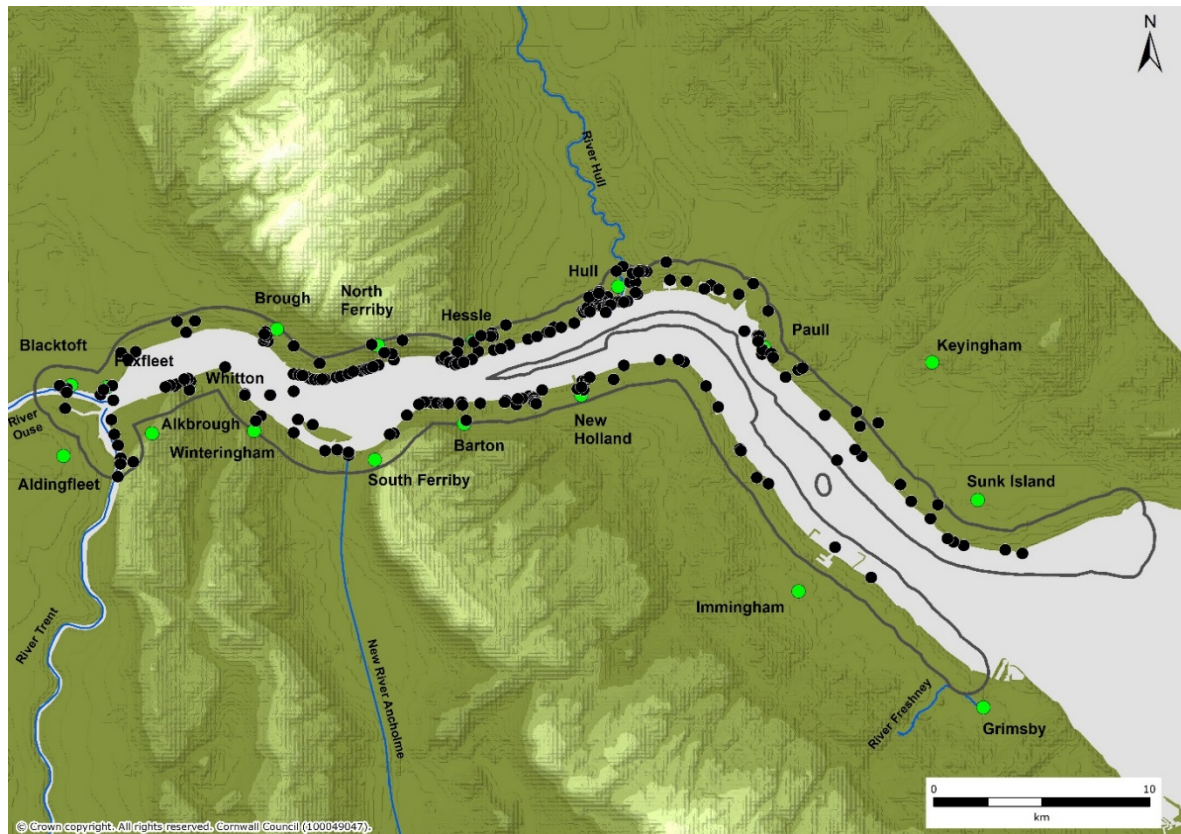 N
River Hull
Hull
Brough
North
Ferriby
Hessle
Blacktoft
Faxfleet
Paull
Keyingham
Whitton
River
Ouse
Alkbrough
New
Holland
Winteringham
Barton
Aldingfleet
South Ferriby
Sunk Island
Immingham
River Trent
New River Ancholme
River Freshney
Grimsby
0 10
km
© Crown copyright. All rights reserved. Cornwall Council (100049047).